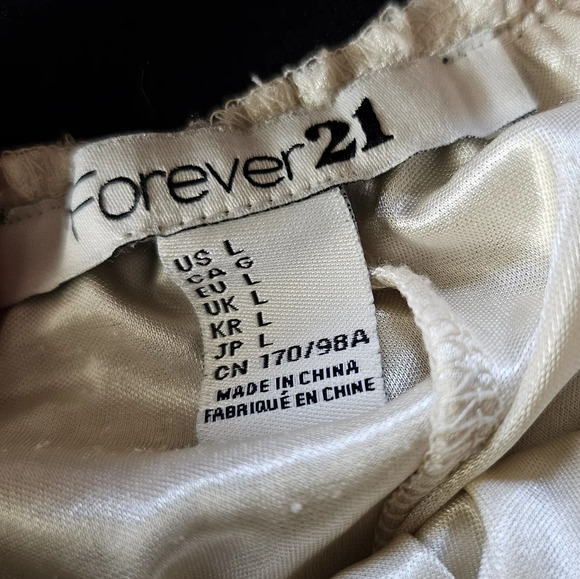 Forever21
US L
CA G
EU L
UK L
KR L
JP L
CN 170/98A
MADE IN CHINA
FABRIQUÉ EN CHINE